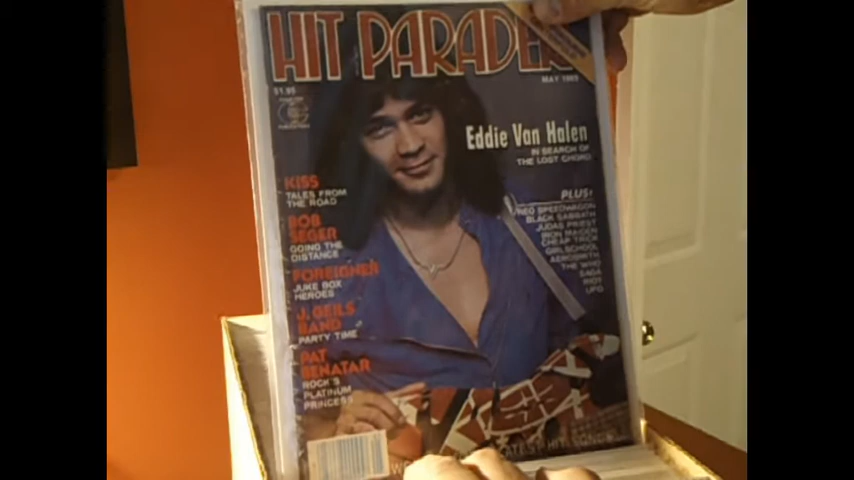 HIT PARADER
$1.95
MAY 1982
Eddie Van Halen
IN SEARCH OF
THE LOST CHORD
KISS
TALES FROM
THE ROAD
BOB
SEGER
GOING THE
DISTANCE
FOREIGNER
JUKE BOX
HEROES
J. GEILS
BAND
PARTY TIME
PAT
BENATAR
ROCK'S
PLATINUM
PRINCESS
PLUS:
REO SPEEDWAGON
BLACK SABBATH
JUDAS PRIEST
IRON MAIDEN
CHEAP TRICK
GIRLSCHOOL
AEROSMITH
THE WHO
SAGA
RIOT
UFO
HIT SONGS